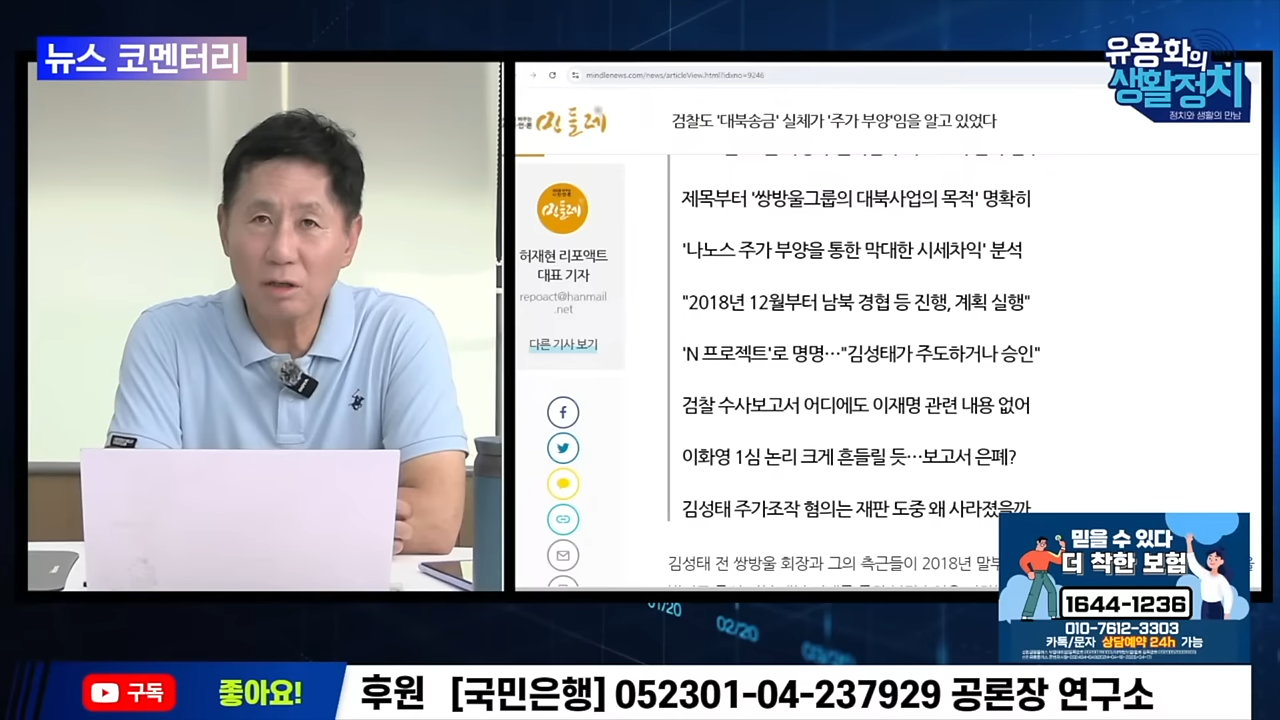 뉴스 코멘터리
유용화의
생활정치
정치와 생활의 만남
mindlenews.com/news/articleView.html?idxno=9246
민들레
검찰도 '대북송금' 실체가 '주가 부양'임을 알고 있었다
민들레
허재현 리포액트
대표 기자
repoact@hanmail
.net
다른 기사 보기
제목부터 '쌍방울그룹의 대북사업의 목적' 명확히
'나노스 주가 부양을 통한 막대한 시세차익' 분석
"2018년 12월부터 남북 경협 등 진행, 계획 실행"
'N 프로젝트'로 명명…"김성태가 주도하거나 승인"
검찰 수사보고서 어디에도 이재명 관련 내용 없어
이화영 1심 논리 크게 흔들릴 듯…보고서 은폐?
김성태 주가조작 혐의는 재판 도중 왜 사라졌을까
김성태 전 쌍방울 회장과 그의 측근들이 2018년 말부
믿을 수 있다
더 착한 보험
1644-1236
010-7612-3303
카톡/문자 상담예약 24h 가능
01/20
02/20
구독
좋아요!
후원 [국민은행] 052301-04-237929 공론장 연구소